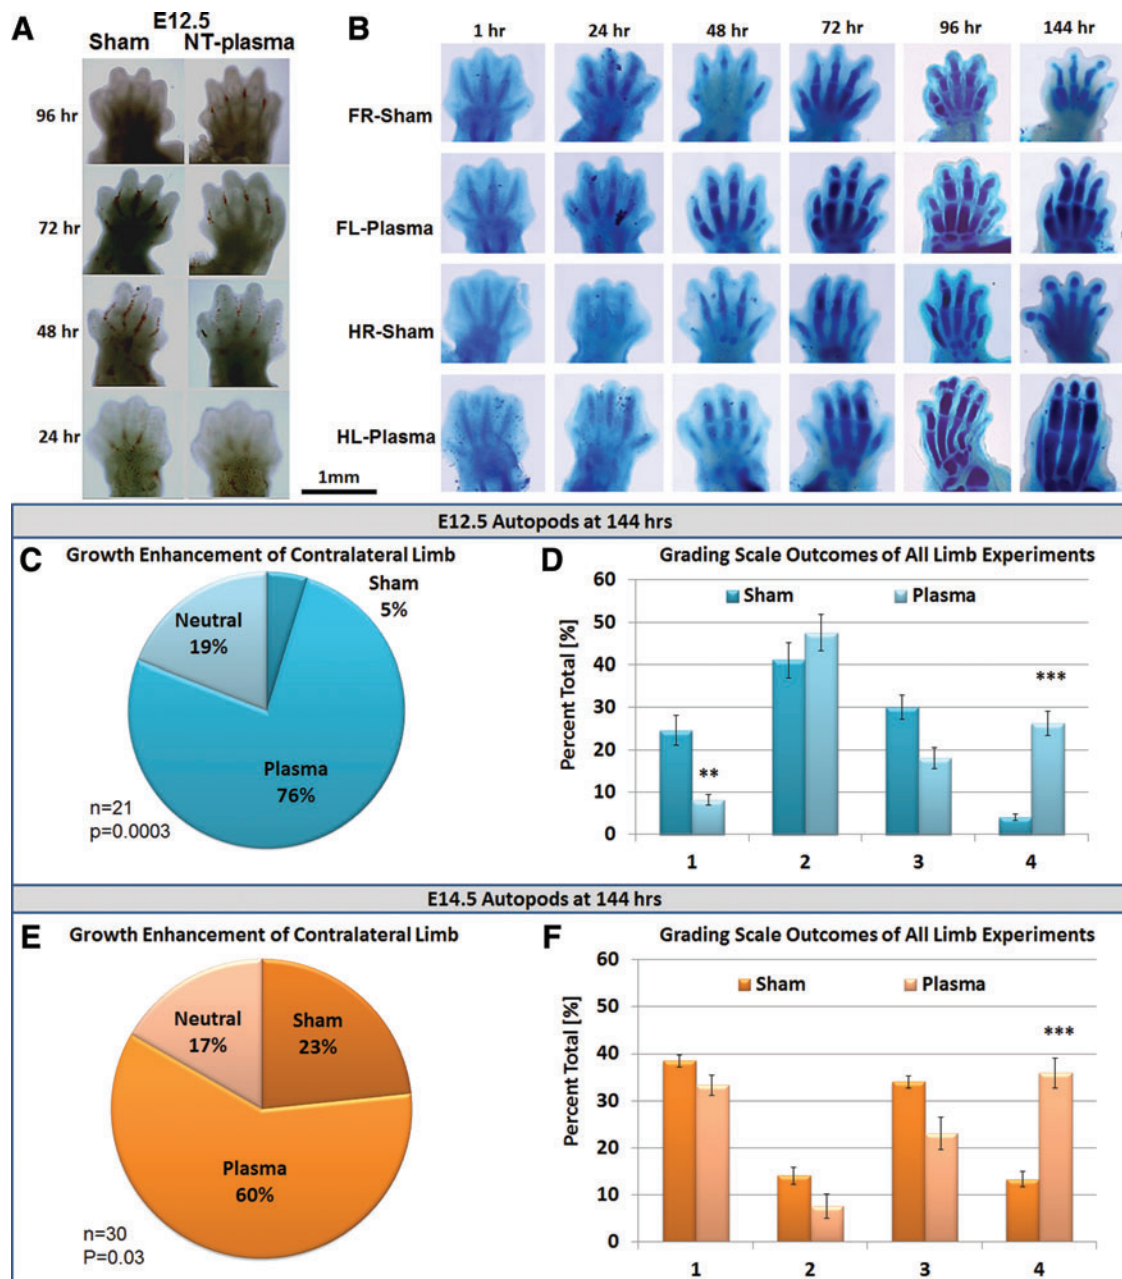 A
E12.5
Sham NT-plasma
96 hr
72 hr
48 hr
24 hr
1mm
B
1 hr 24 hr 48 hr 72 hr 96 hr 144 hr
FR-Sham
FL-Plasma
HR-Sham
HL-Plasma
E12.5 Autopods at 144 hrs
C Growth Enhancement of Contralateral Limb
Sham
5%
Neutral
19%
Plasma
76%
n=21
p=0.0003
D Grading Scale Outcomes of All Limb Experiments
Percent Total [%]
60
50
40
30
20
10
0
Sham Plasma
**
***
1 2 3 4
E14.5 Autopods at 144 hrs
E Growth Enhancement of Contralateral Limb
Neutral
17%
Sham
23%
Plasma
60%
n=30
P=0.03
F Grading Scale Outcomes of All Limb Experiments
Percent Total [%]
60
50
40
30
20
10
0
Sham Plasma
***
1 2 3 4